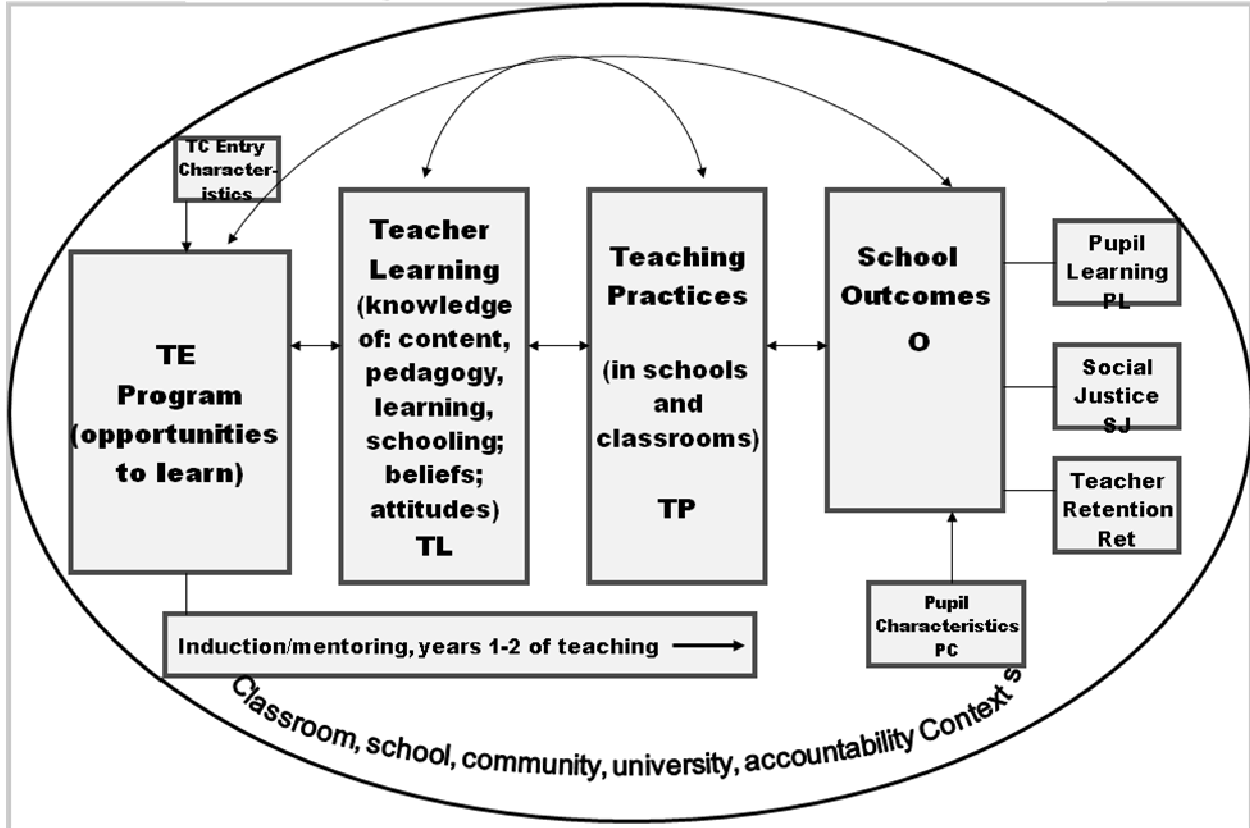 TC Entry
Character-
istics
TE
Program
(opportunities
to learn)
Teacher
Learning
(knowledge
of: content,
pedagogy,
learning,
schooling;
beliefs;
attitudes)
TL
Teaching
Practices
(in schools
and
classrooms)
TP
School
Outcomes
O
Pupil
Learning
PL
Social
Justice
SJ
Teacher
Retention
Ret
Pupil
Characteristics
PC
Induction/mentoring, years 1-2 of teaching
Classroom, school, community, university, accountability Context s